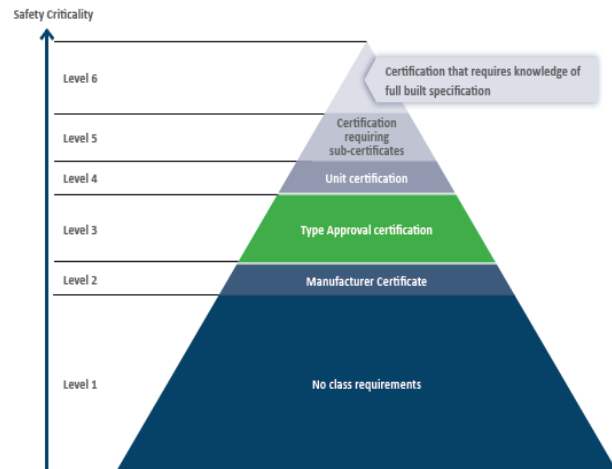 Safety Criticality
Level 6
Certification that requires knowledge of
full built specification
Level 5
Certification
requiring
sub-certificates
Level 4
Unit certification
Level 3
Type Approval certification
Level 2
Manufacturer Certificate
Level 1
No class requirements